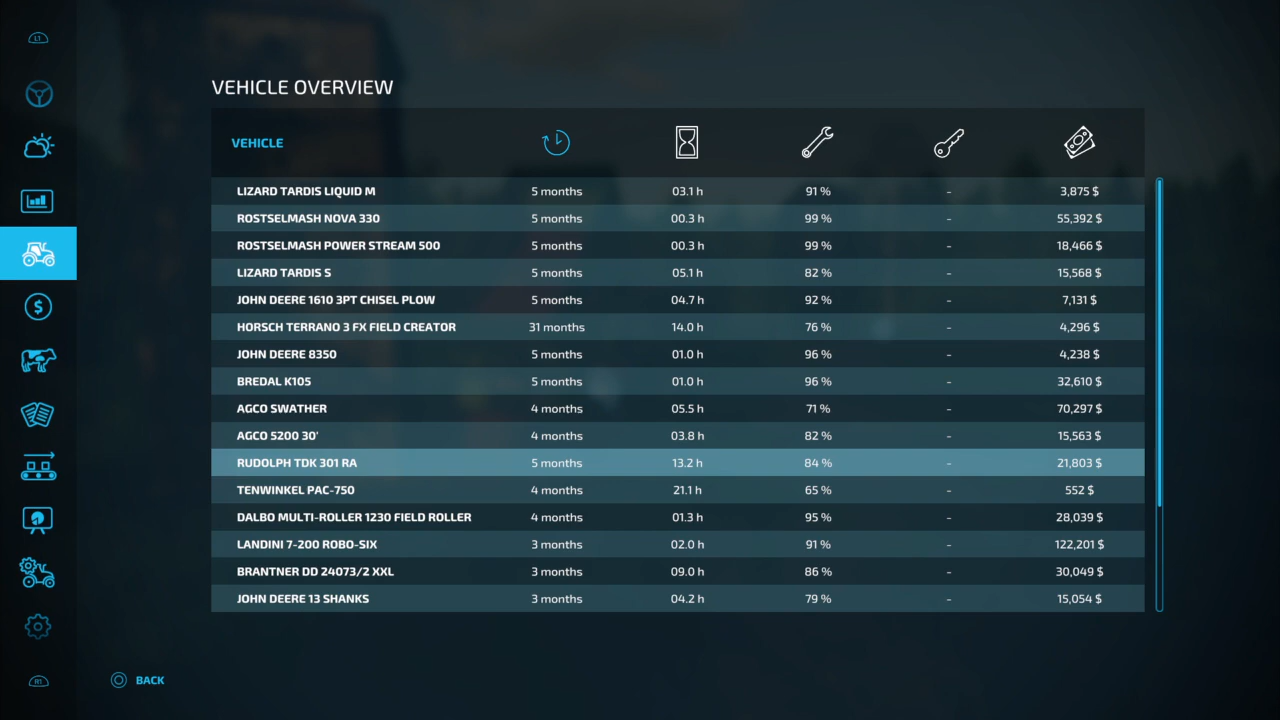 L1
VEHICLE OVERVIEW
VEHICLE
LIZARD TARDIS LIQUID M 5 months 03.1 h 91 % - 3,875 $
ROSTSELMASH NOVA 330 5 months 00.3 h 99 % - 55,392 $
ROSTSELMASH POWER STREAM 500 5 months 00.3 h 99 % - 18,466 $
LIZARD TARDIS S 5 months 05.1 h 82 % - 15,568 $
JOHN DEERE 1610 3PT CHISEL PLOW 5 months 04.7 h 92 % - 7,131 $
HORSCH TERRANO 3 FX FIELD CREATOR 31 months 14.0 h 76 % - 4,296 $
JOHN DEERE 8350 5 months 01.0 h 96 % - 4,238 $
BREDAL K105 5 months 01.0 h 96 % - 32,610 $
AGCO SWATHER 4 months 05.5 h 71 % - 70,297 $
AGCO 5200 30' 4 months 03.8 h 82 % - 15,563 $
RUDOLPH TDK 301 RA 5 months 13.2 h 84 % - 21,803 $
TENWINKEL PAC-750 4 months 21.1 h 65 % - 552 $
DALBO MULTI-ROLLER 1230 FIELD ROLLER 4 months 01.3 h 95 % - 28,039 $
LANDINI 7-200 ROBO-SIX 3 months 02.0 h 91 % - 122,201 $
BRANTNER DD 24073/2 XXL 3 months 09.0 h 86 % - 30,049 $
JOHN DEERE 13 SHANKS 3 months 04.2 h 79 % - 15,054 $
R1
BACK